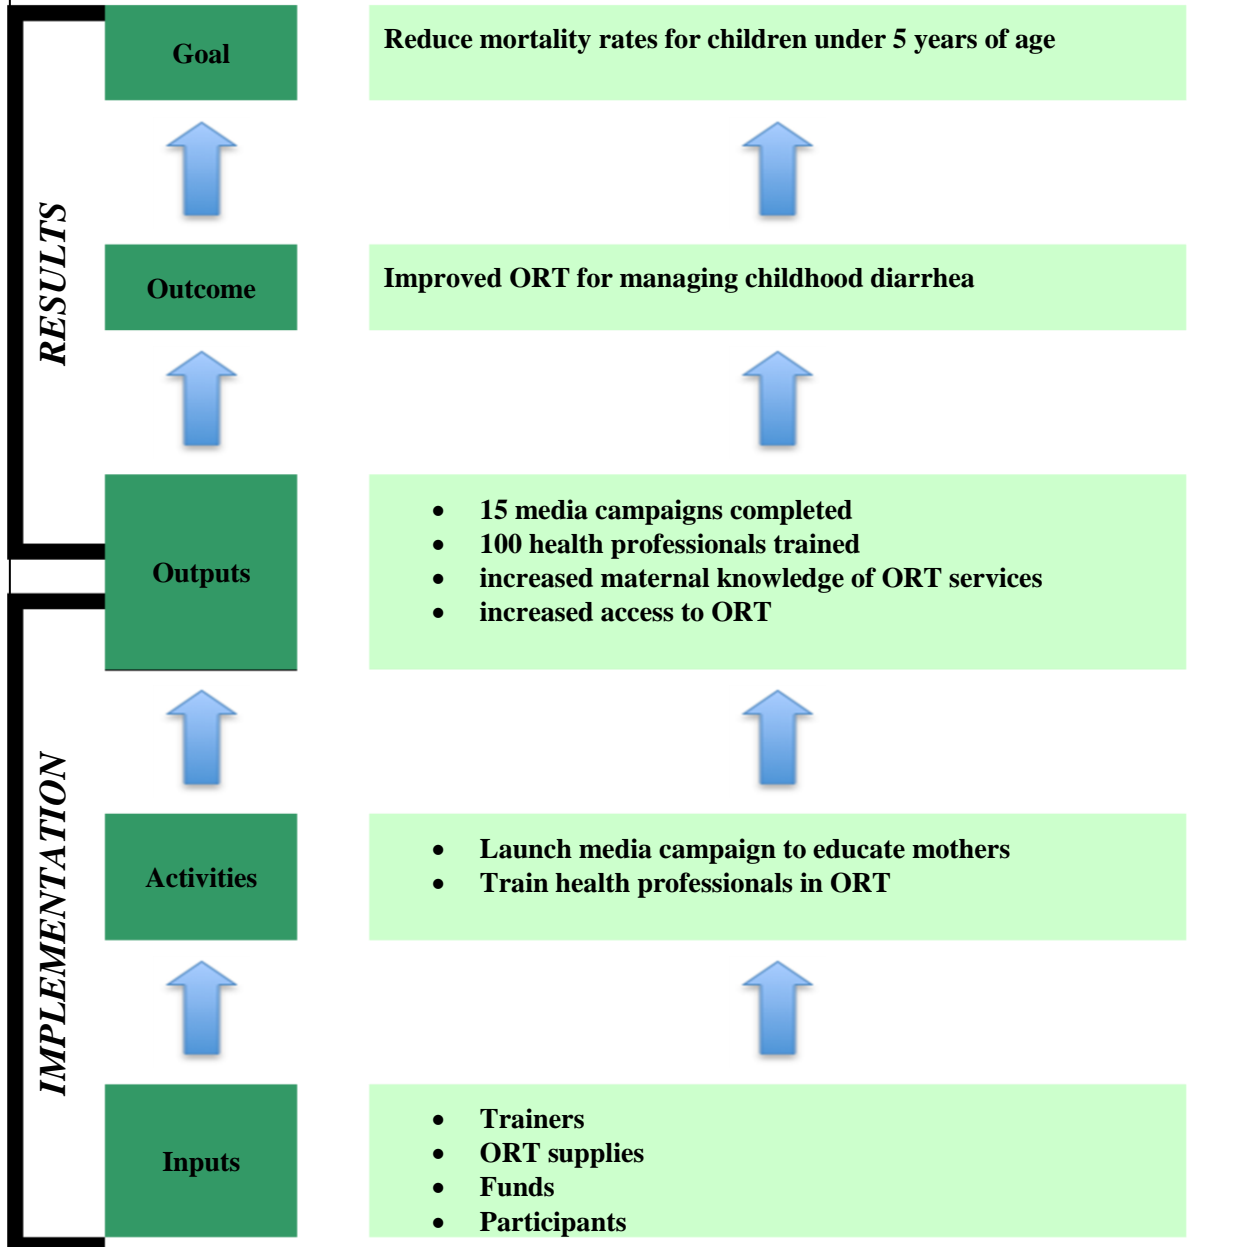 RESULTS
Goal
Reduce mortality rates for children under 5 years of age
Outcome
Improved ORT for managing childhood diarrhea
Outputs
• 15 media campaigns completed
• 100 health professionals trained
• increased maternal knowledge of ORT services
• increased access to ORT
IMPLEMENTATION
Activities
• Launch media campaign to educate mothers
• Train health professionals in ORT
Inputs
• Trainers
• ORT supplies
• Funds
• Participants